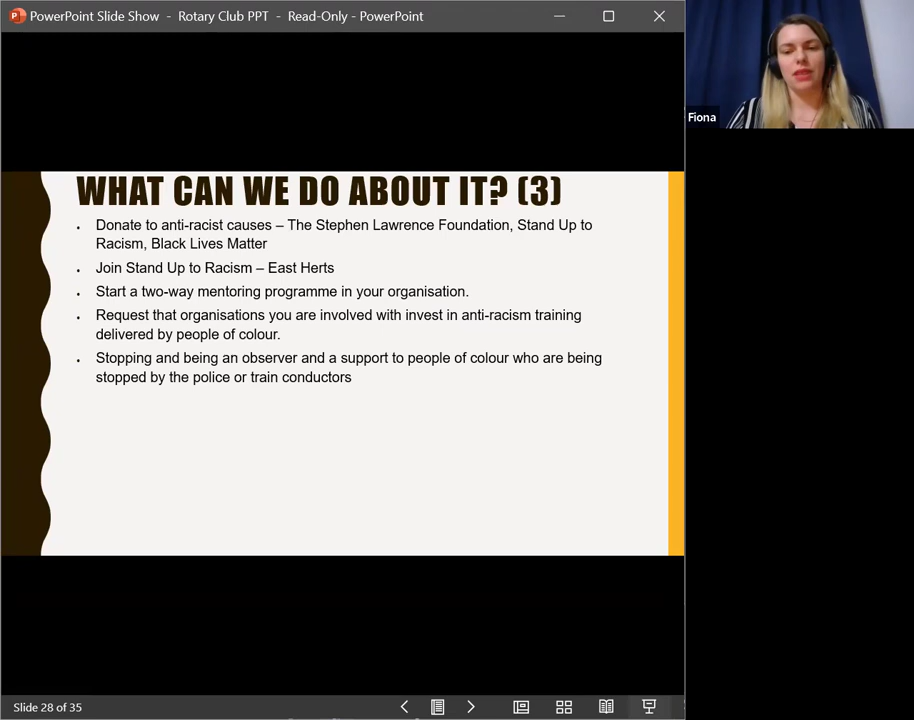 PowerPoint Slide Show - Rotary Club PPT - Read-Only - PowerPoint
Fiona
WHAT CAN WE DO ABOUT IT? (3)
• Donate to anti-racist causes – The Stephen Lawrence Foundation, Stand Up to
Racism, Black Lives Matter
• Join Stand Up to Racism – East Herts
• Start a two-way mentoring programme in your organisation.
• Request that organisations you are involved with invest in anti-racism training
delivered by people of colour.
• Stopping and being an observer and a support to people of colour who are being
stopped by the police or train conductors
Slide 28 of 35